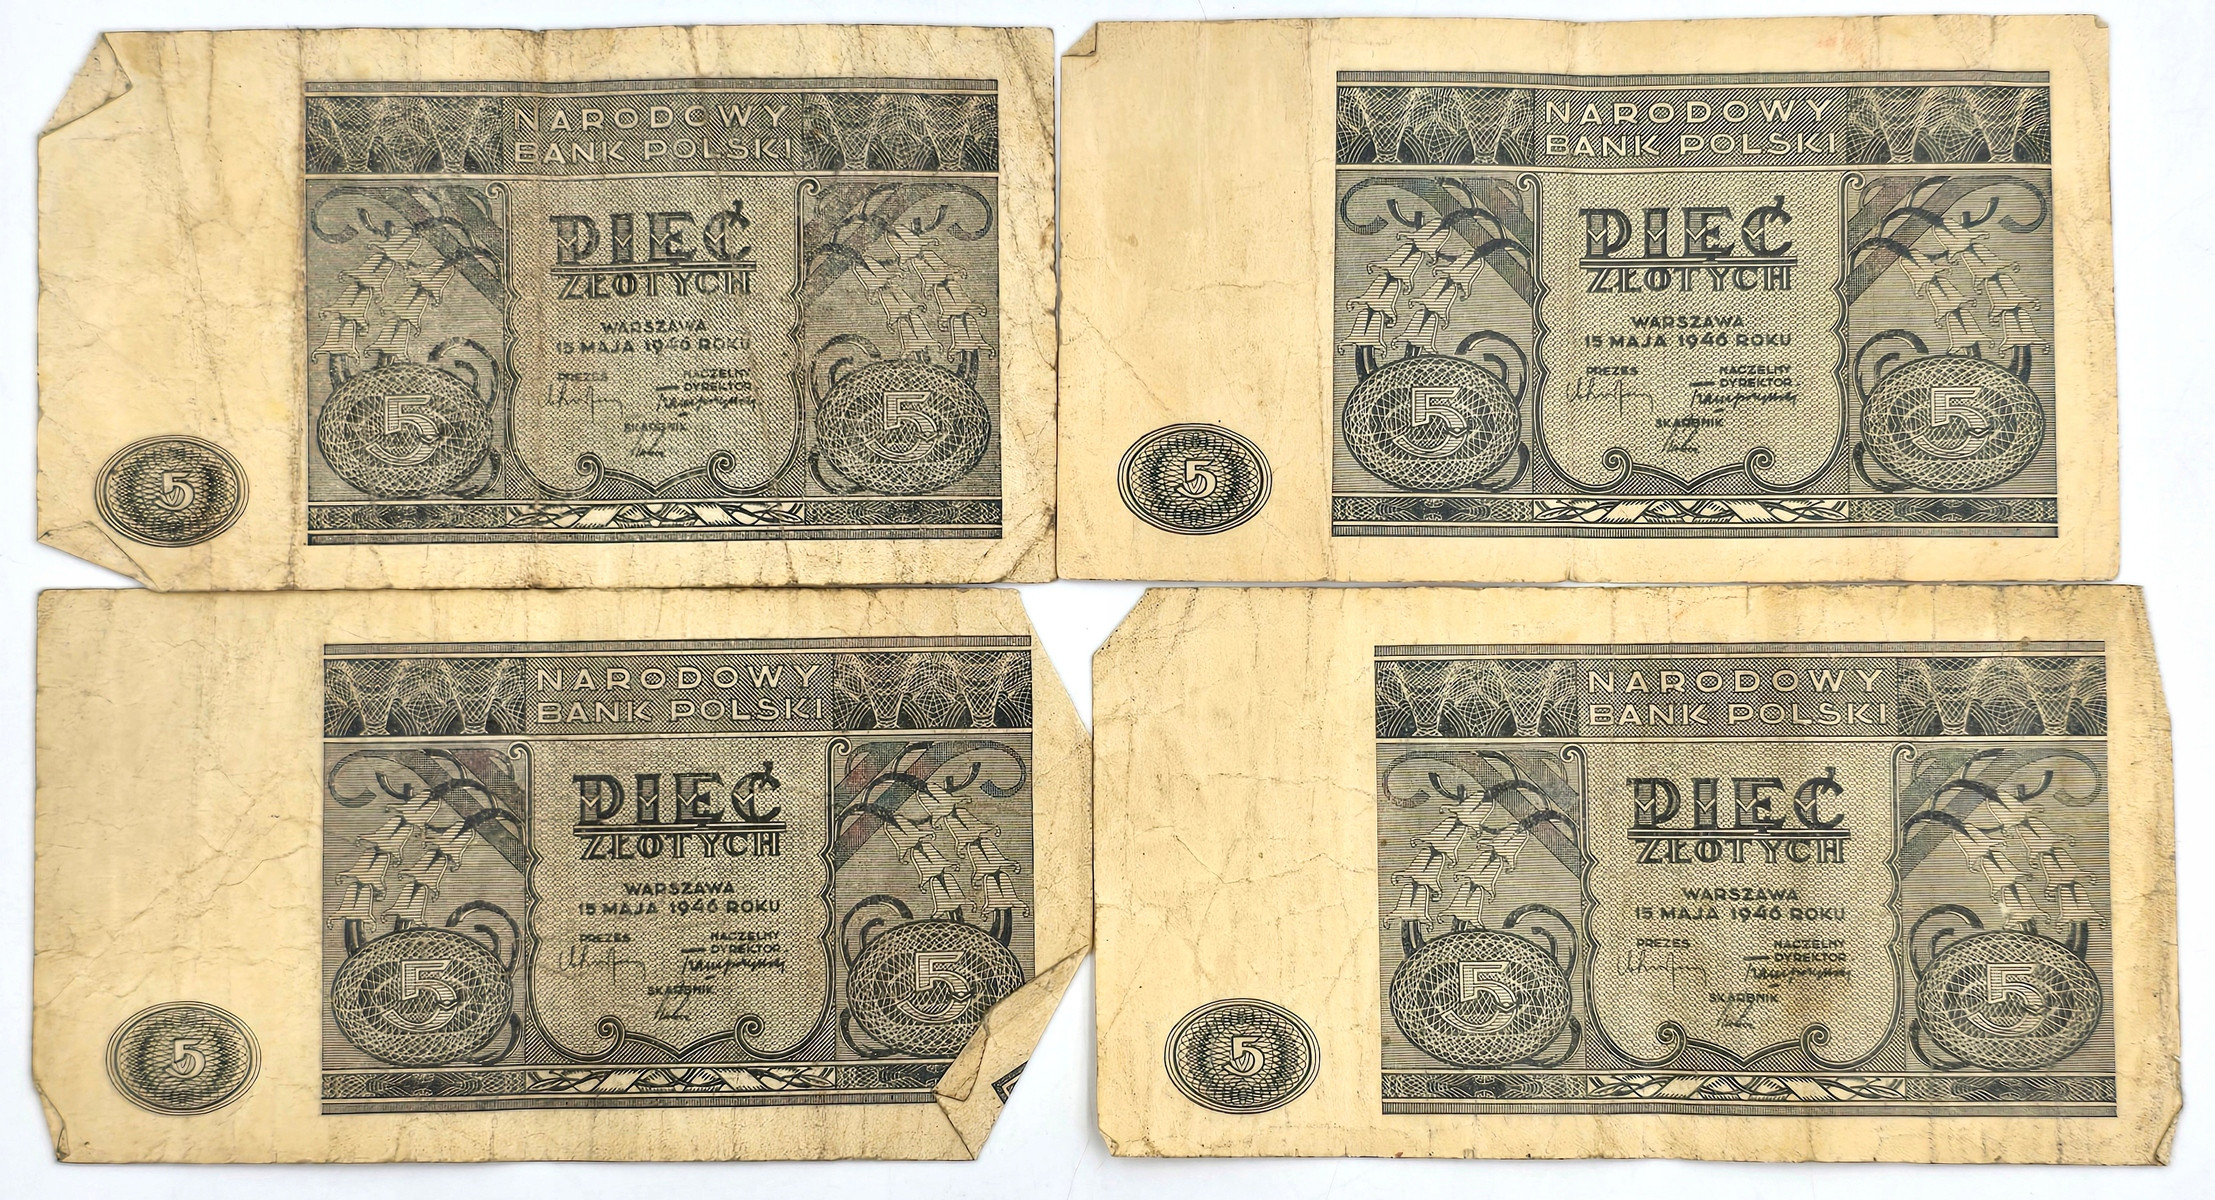 NARODOWY
BANK POLSKI
PIĘĆ
ZŁOTYCH
WARSZAWA
15 MAJA 1946 ROKU
PREZES
NACZELNY
DYREKTOR
SKARBNIK
5
5
5
NARODOWY
BANK POLSKI
PIĘĆ
ZŁOTYCH
WARSZAWA
15 MAJA 1946 ROKU
PREZES
NACZELNY
DYREKTOR
SKARBNIK
5
5
5
NARODOWY
BANK POLSKI
PIĘĆ
ZŁOTYCH
WARSZAWA
15 MAJA 1946 ROKU
PREZES
NACZELNY
DYREKTOR
SKARBNIK
5
5
5
NARODOWY
BANK POLSKI
PIĘĆ
ZŁOTYCH
WARSZAWA
15 MAJA 1946 ROKU
PREZES
NACZELNY
DYREKTOR
SKARBNIK
5
5
5